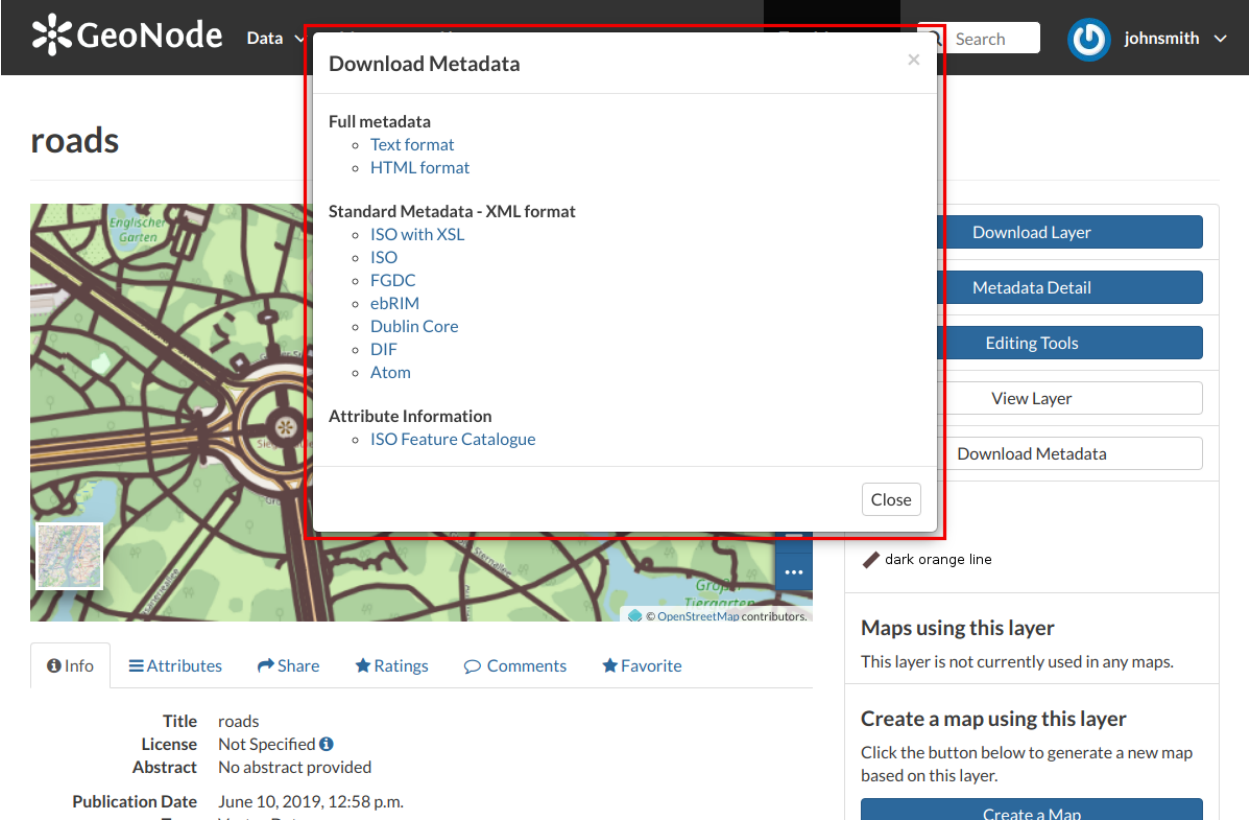 GeoNode
Data
Search
johnsmith
Download Metadata
×
Full metadata
Text format
HTML format
Standard Metadata - XML format
ISO with XSL
ISO
FGDC
ebRIM
Dublin Core
DIF
Atom
Attribute Information
ISO Feature Catalogue
Close
roads
Englischer
Garten
Großer
Tiergarten
© OpenStreetMap contributors.
Download Layer
Metadata Detail
Editing Tools
View Layer
Download Metadata
dark orange line
Maps using this layer
This layer is not currently used in any maps.
Create a map using this layer
Click the button below to generate a new map
based on this layer.
Create a Map
Info
Attributes
Share
Ratings
Comments
Favorite
Title roads
License Not Specified
Abstract No abstract provided
Publication Date June 10, 2019, 12:58 p.m.